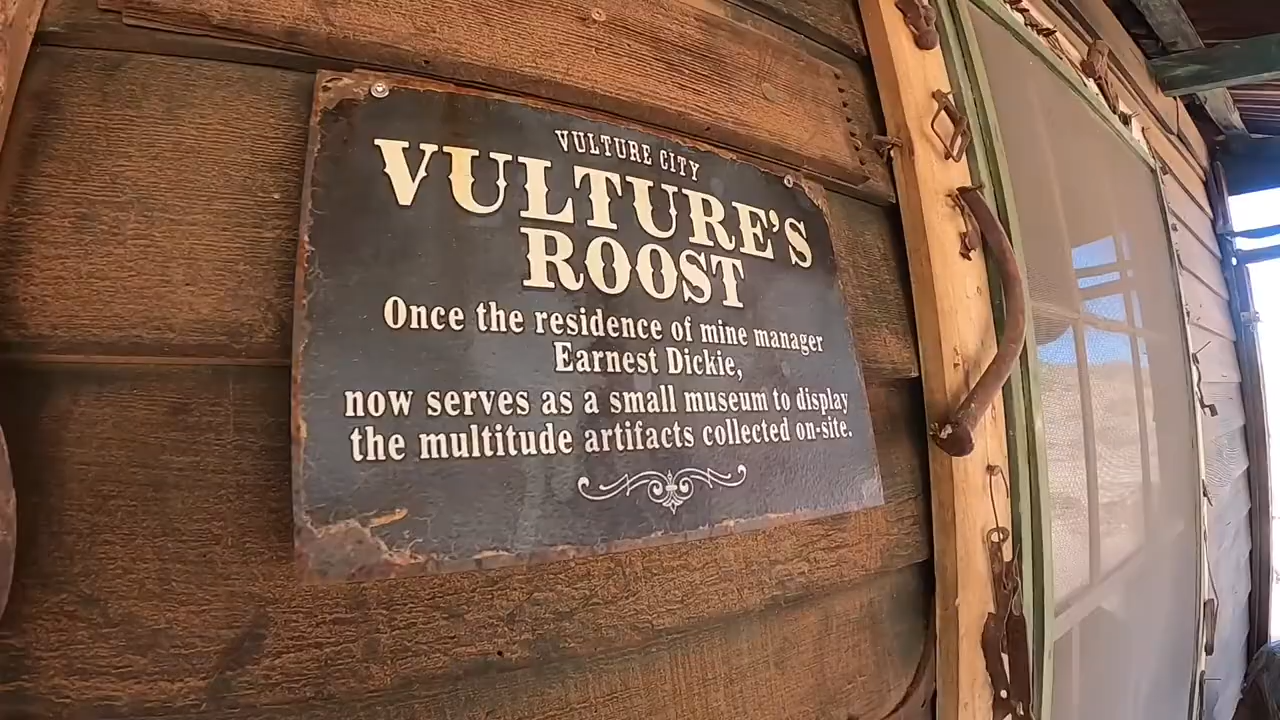 VULTURE CITY
VULTURE'S
ROOST
Once the residence of mine manager
Earnest Dickie,
now serves as a small museum to display
the multitude artifacts collected on-site.